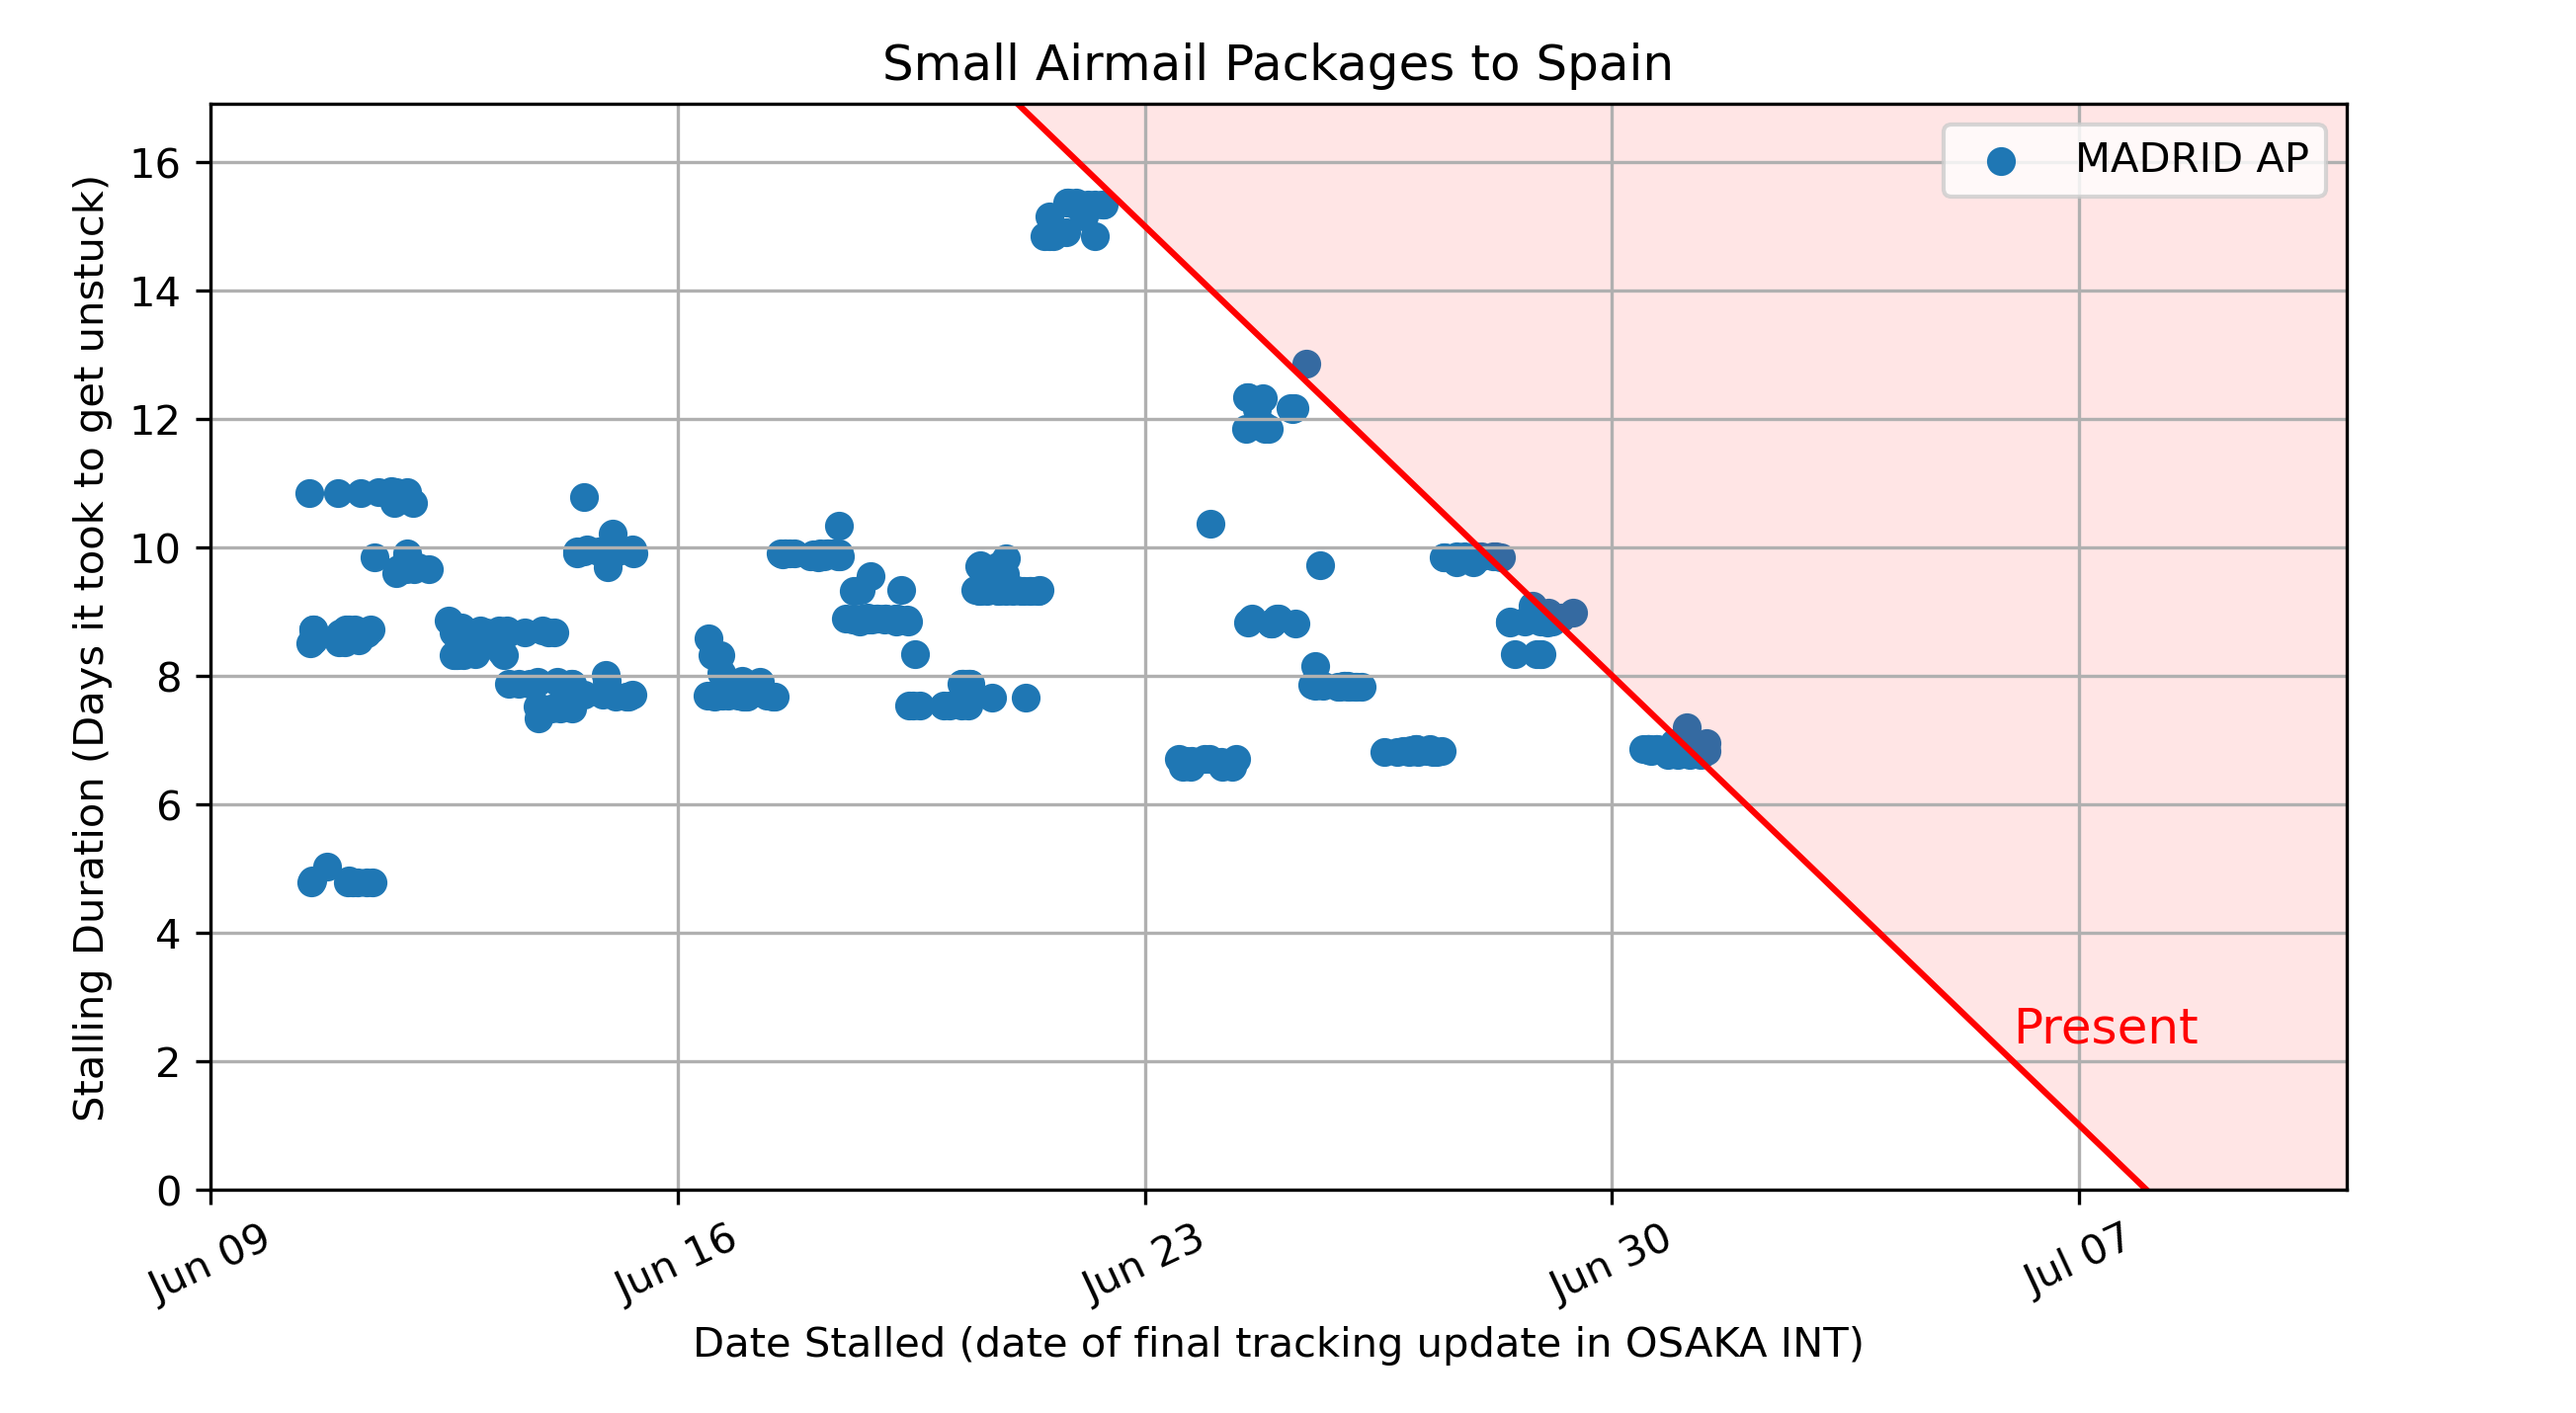 Small Airmail Packages to Spain
MADRID AP
Stalling Duration (Days it took to get unstuck)
16
14
12
10
8
6
4
2
0
Present
Jun 09
Jun 16
Jun 23
Jun 30
Jul 07
Date Stalled (date of final tracking update in OSAKA INT)